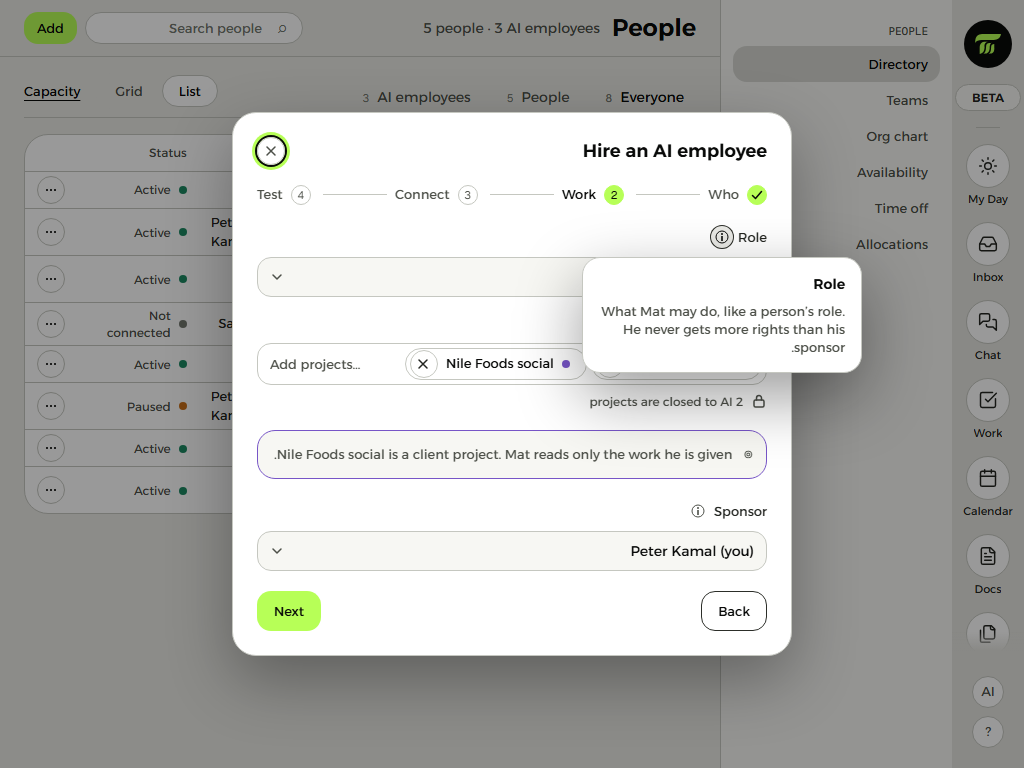 Add
Search people
5 people · 3 AI employees
People
Capacity
Grid
List
3 AI employees
5 People
8 Everyone
Status
Active
Active
Active
Not connected
Active
Paused
Active
Active
PEOPLE
Directory
Teams
Org chart
Availability
Time off
Allocations
BETA
My Day
Inbox
Chat
Work
Calendar
Docs
AI
?
Hire an AI employee
Who
Work 2
Connect 3
Test 4
Role
Role
What Mat may do, like a person's role.
He never gets more rights than his
.sponsor
Nile Foods social
Add projects…
projects are closed to AI 2
.Nile Foods social is a client project. Mat reads only the work he is given
Sponsor
Peter Kamal (you)
Next
Back